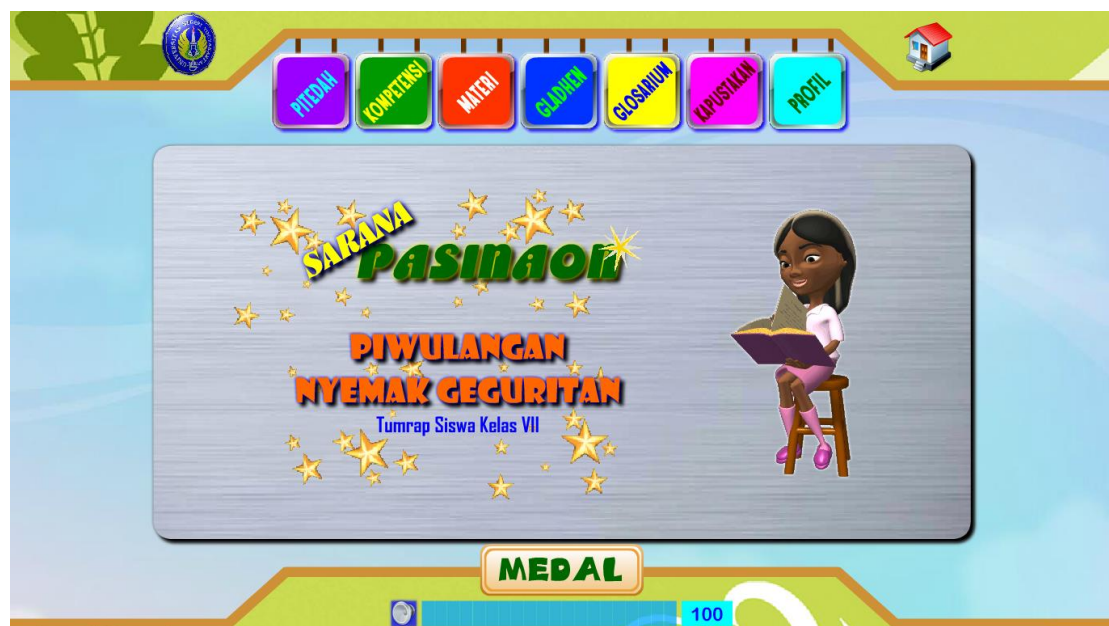 PITEDAH
KOMPETENSI
MATERI
GLADHEN
GLOSARIUM
KAPUSTAKAN
PROFIL
SARANA
PASINAON
PIWULANGAN
NYEMAK GEGURITAN
Tumrap Siswa Kelas VII
MEDAL
100